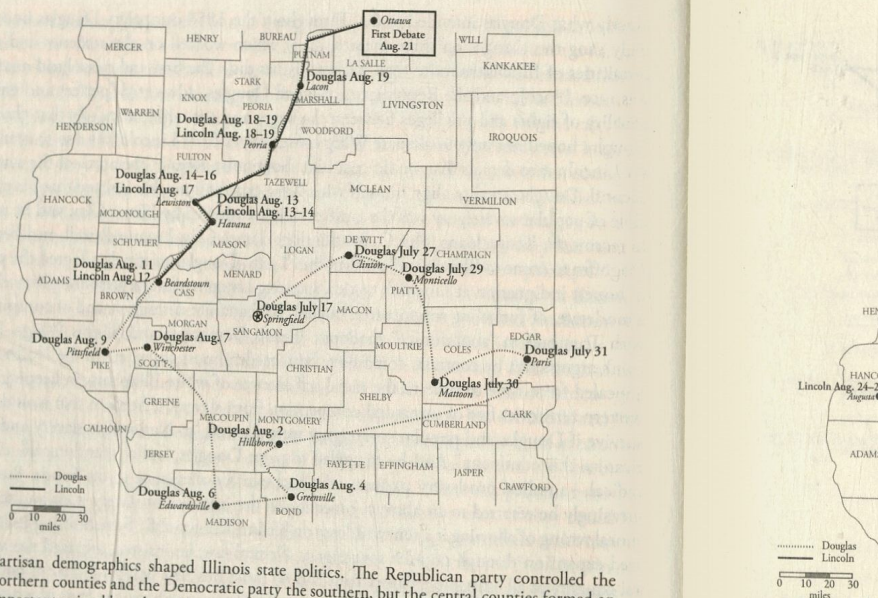 Ottawa
First Debate
Aug. 21
MERCER
HENRY
BUREAU
PUTNAM
LA SALLE
WILL
KANKAKEE
STARK
Douglas Aug. 19
Lacon
MARSHALL
KNOX
PEORIA
LIVINGSTON
WARREN
HENDERSON
Douglas Aug. 18–19
Lincoln Aug. 18–19
Peoria
WOODFORD
IROQUOIS
FULTON
TAZEWELL
MCLEAN
Douglas Aug. 14–16
Lincoln Aug. 17
Lewiston
HANCOCK
MCDONOUGH
Douglas Aug. 13
Lincoln Aug. 13–14
Havana
VERMILION
SCHUYLER
MASON
LOGAN
DE WITT
Douglas July 27
Clinton
CHAMPAIGN
Douglas July 29
Monticello
PIATT
Douglas Aug. 11
Lincoln Aug. 12
Beardstown
CASS
MENARD
ADAMS
BROWN
Douglas July 17
Springfield
SANGAMON
MACON
MORGAN
Douglas Aug. 9
Pittsfield
PIKE
Douglas Aug. 7
Winchester
SCOTT
MOULTRIE
COLES
EDGAR
Douglas July 31
Paris
CHRISTIAN
Douglas July 30
Mattoon
SHELBY
GREENE
MACOUPIN
MONTGOMERY
CLARK
CUMBERLAND
CALHOUN
Douglas Aug. 2
Hillsboro
JERSEY
FAYETTE
EFFINGHAM
JASPER
CRAWFORD
Douglas Aug. 4
Greenville
BOND
Douglas Aug. 6
Edwardsville
MADISON
Douglas
Lincoln
0 10 20 30
miles
artisan demographics shaped Illinois state politics. The Republican party controlled the
orthern counties and the Democratic party the southern, but the central counties formed
HEN
HANCO
Lincoln Aug. 24–2
Augusta
ADAM
Douglas
Lincoln
0 10 20 30
miles